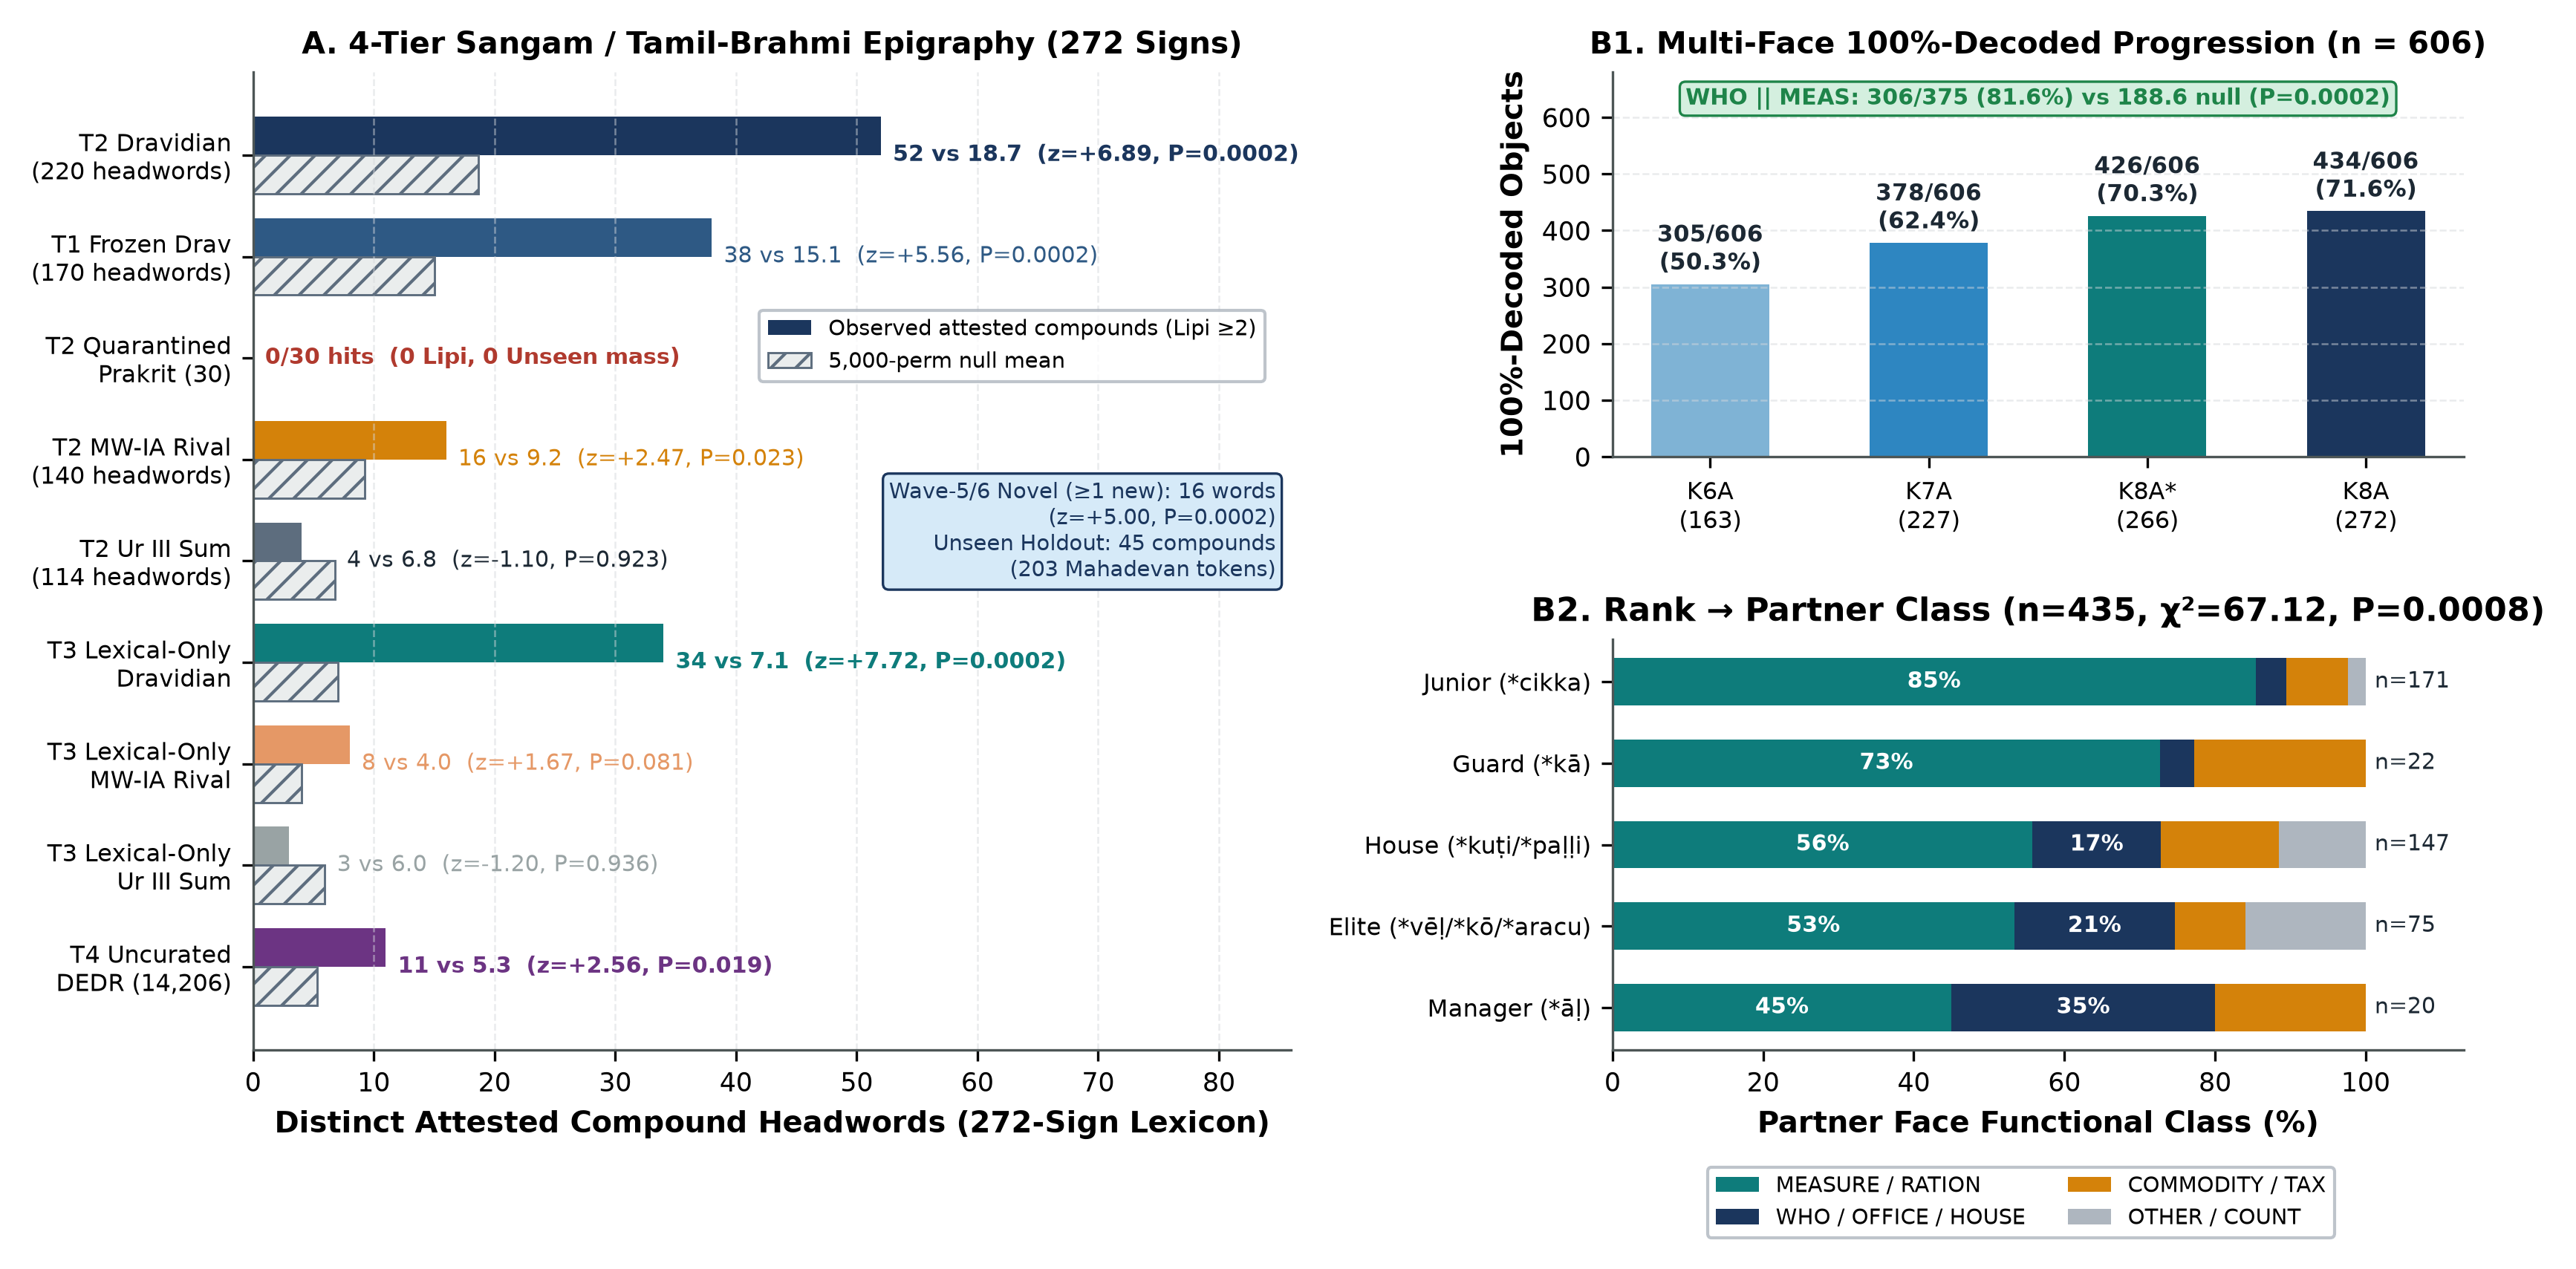 A. 4-Tier Sangam / Tamil-Brahmi Epigraphy (272 Signs)
T2 Dravidian
(220 headwords)
52 vs 18.7 (z=+6.89, P=0.0002)
T1 Frozen Drav
(170 headwords)
38 vs 15.1 (z=+5.56, P=0.0002)
Observed attested compounds (Lipi ≥2)
5,000-perm null mean
T2 Quarantined
Prakrit (30)
0/30 hits (0 Lipi, 0 Unseen mass)
T2 MW-IA Rival
(140 headwords)
16 vs 9.2 (z=+2.47, P=0.023)
Wave-5/6 Novel (≥1 new): 16 words
(z=+5.00, P=0.0002)
Unseen Holdout: 45 compounds
(203 Mahadevan tokens)
T2 Ur III Sum
(114 headwords)
4 vs 6.8 (z=-1.10, P=0.923)
T3 Lexical-Only
Dravidian
34 vs 7.1 (z=+7.72, P=0.0002)
T3 Lexical-Only
MW-IA Rival
8 vs 4.0 (z=+1.67, P=0.081)
T3 Lexical-Only
Ur III Sum
3 vs 6.0 (z=-1.20, P=0.936)
T4 Uncurated
DEDR (14,206)
11 vs 5.3 (z=+2.56, P=0.019)
0 10 20 30 40 50 60 70 80
Distinct Attested Compound Headwords (272-Sign Lexicon)
B1. Multi-Face 100%-Decoded Progression (n = 606)
WHO || MEAS: 306/375 (81.6%) vs 188.6 null (P=0.0002)
100%-Decoded Objects
600
500
400
300
200
100
0
305/606
(50.3%)
378/606
(62.4%)
426/606
(70.3%)
434/606
(71.6%)
K6A
(163)
K7A
(227)
K8A*
(266)
K8A
(272)
B2. Rank → Partner Class (n=435, χ²=67.12, P=0.0008)
Junior (*cikka) 85% n=171
Guard (*kā) 73% n=22
House (*kuṭi/*paḷḷi) 56% 17% n=147
Elite (*vēḷ/*kō/*aracu) 53% 21% n=75
Manager (*āḷ) 45% 35% n=20
0 20 40 60 80 100
Partner Face Functional Class (%)
MEASURE / RATION
WHO / OFFICE / HOUSE
COMMODITY / TAX
OTHER / COUNT